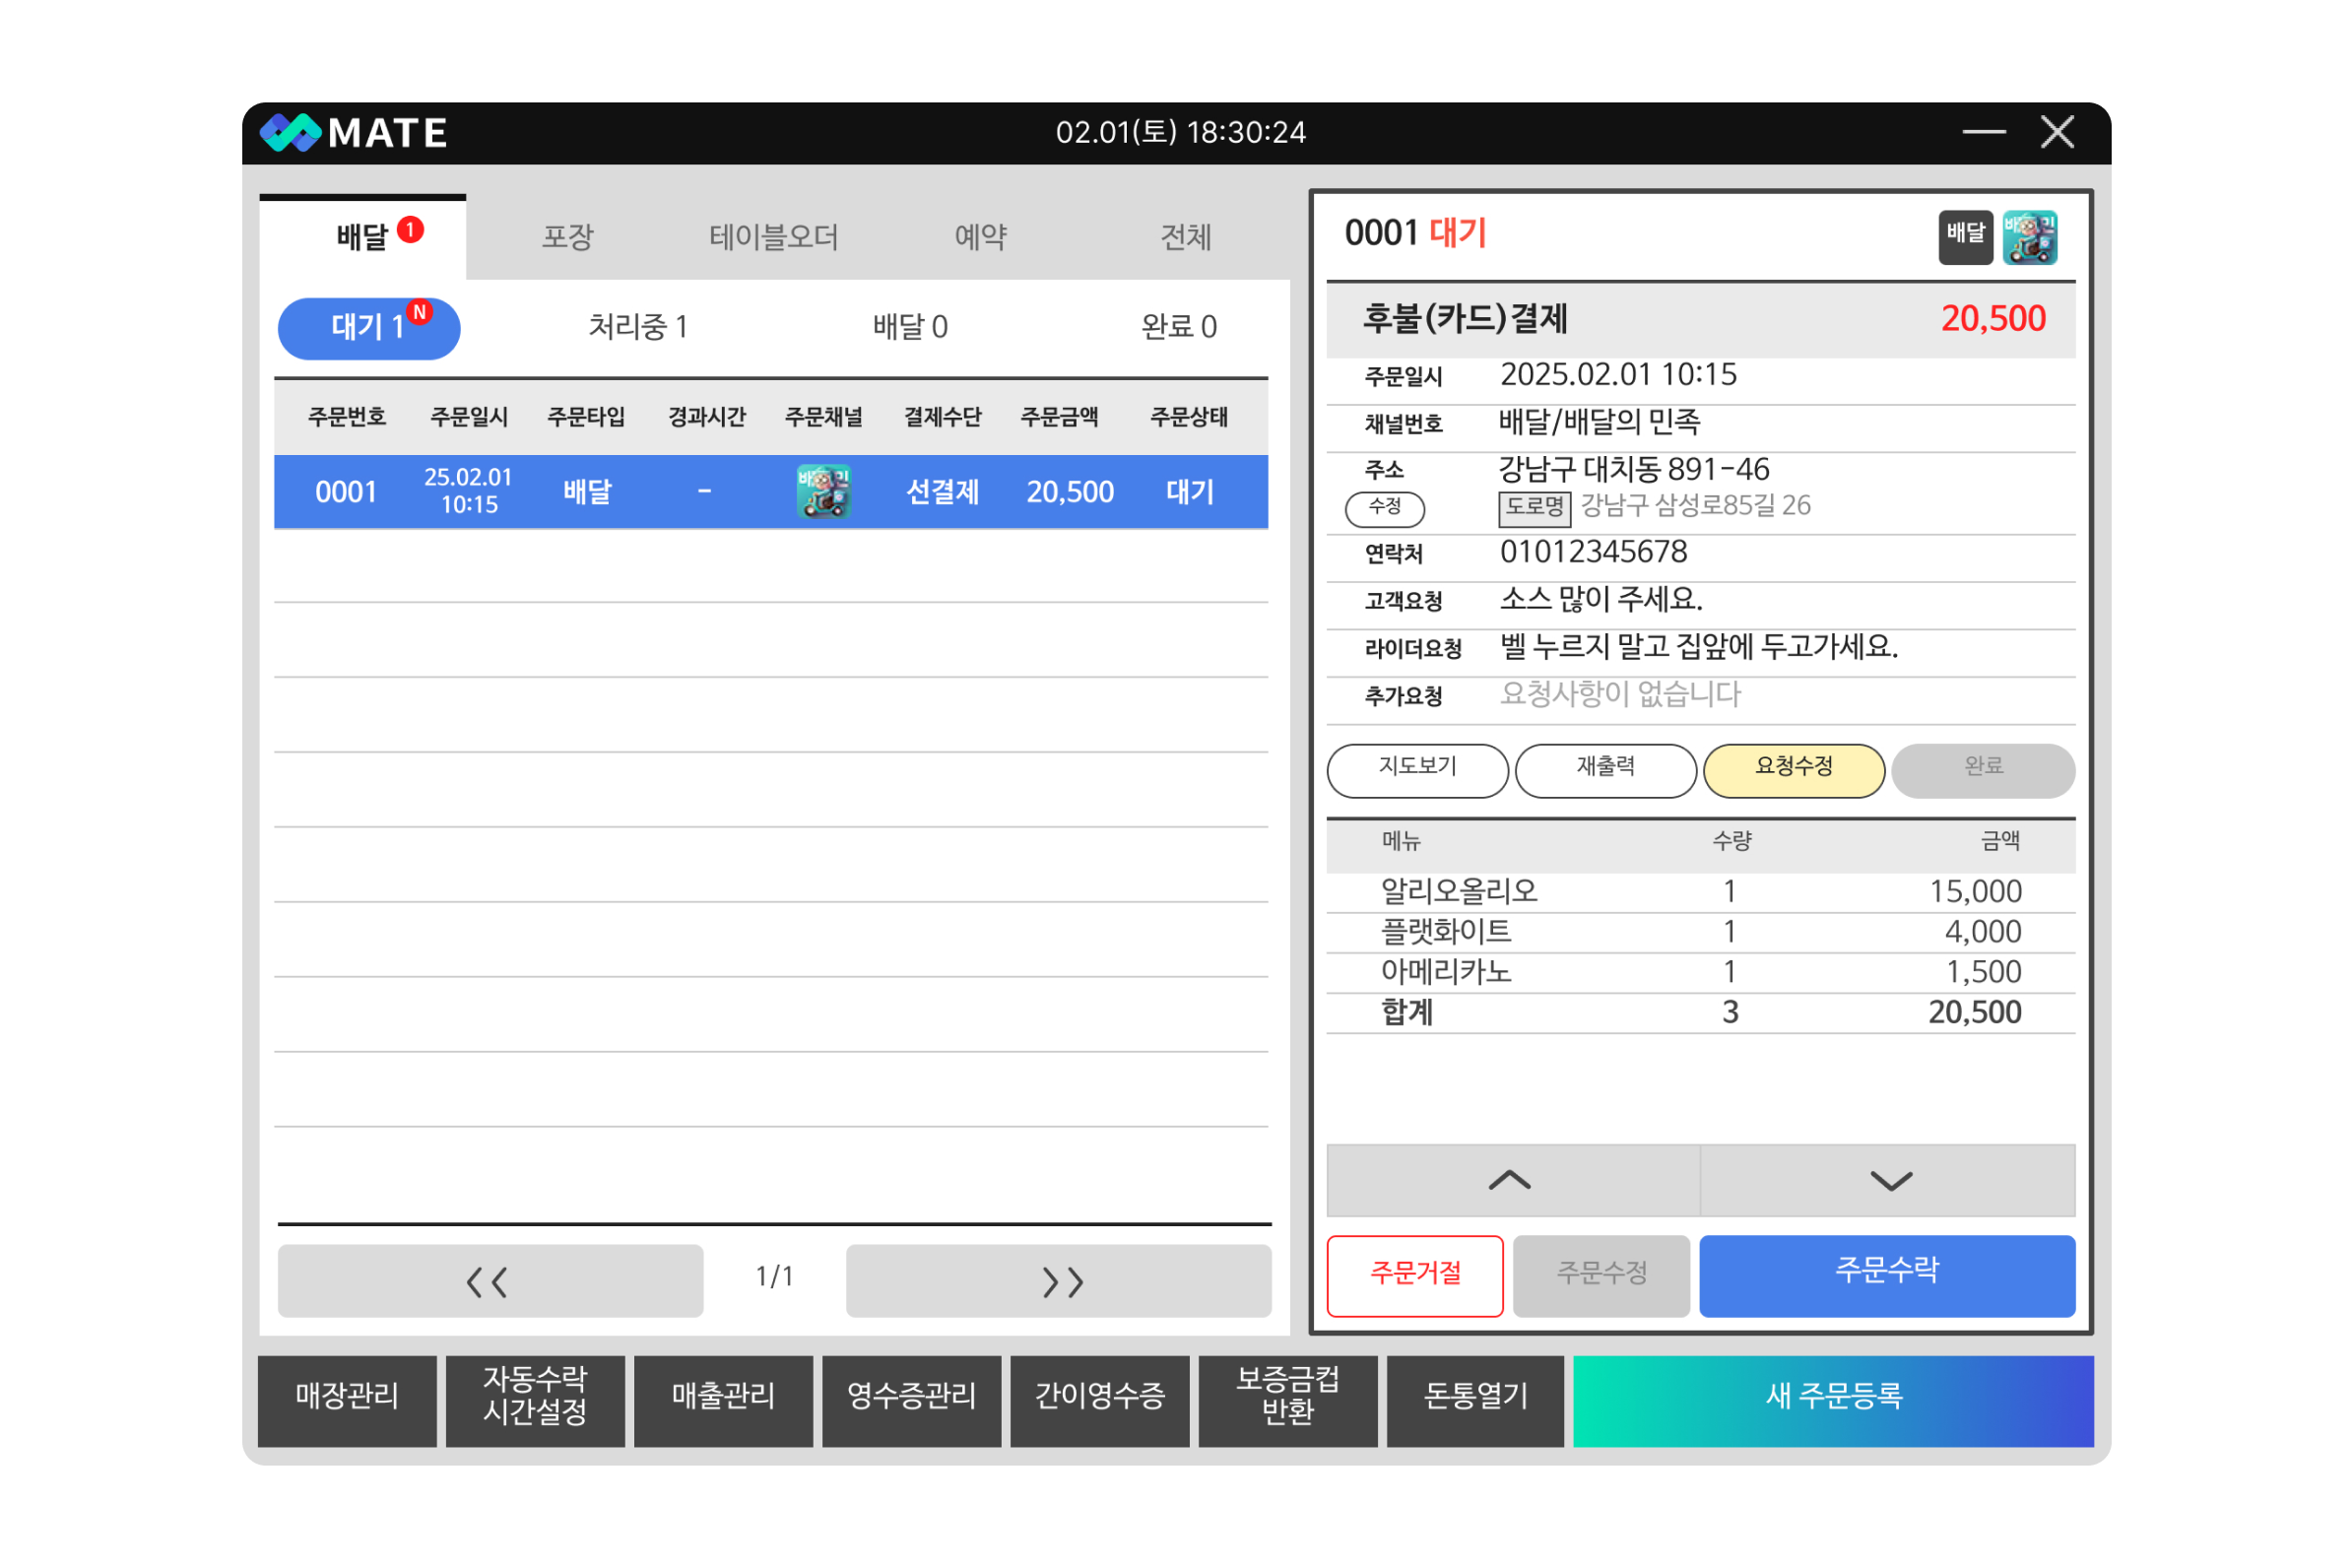 MATE
02.01(토) 18:30:24
배달 1
포장
테이블오더
예약
전체
대기 1 N
처리중 1
배달 0
완료 0
주문번호 주문일시 주문타입 경과시간 주문채널 결제수단 주문금액 주문상태
0001 25.02.01 10:15 배달 - 배민 선결제 20,500 대기
<< 1/1 >>
0001 대기
배달 배민
후불(카드)결제 20,500
주문일시 2025.02.01 10:15
채널번호 배달/배달의 민족
주소 강남구 대치동 891-46
수정 도로명 강남구 삼성로85길 26
연락처 01012345678
고객요청 소스 많이 주세요.
라이더요청 벨 누르지 말고 집앞에 두고가세요.
추가요청 요청사항이 없습니다
지도보기 재출력 요청수정 완료
메뉴 수량 금액
알리오올리오 1 15,000
플랫화이트 1 4,000
아메리카노 1 1,500
합계 3 20,500
주문거절 주문수정 주문수락
매장관리
자동수락
시간설정
매출관리
영수증관리
간이영수증
보증금컵
반환
돈통열기
새 주문등록